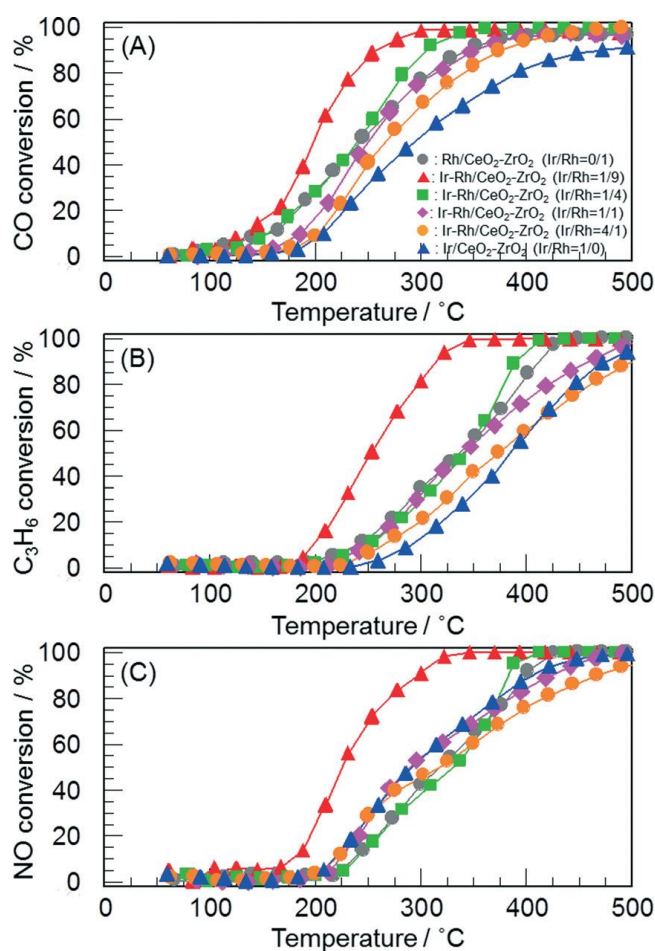 (A)
CO conversion / %
100
80
60
40
20
0
: Rh/CeO₂-ZrO₂ (Ir/Rh=0/1)
: Ir-Rh/CeO₂-ZrO₂ (Ir/Rh=1/9)
: Ir-Rh/CeO₂-ZrO₂ (Ir/Rh=1/4)
: Ir-Rh/CeO₂-ZrO₂ (Ir/Rh=1/1)
: Ir-Rh/CeO₂-ZrO₂ (Ir/Rh=4/1)
: Ir/CeO₂-ZrO₂ (Ir/Rh=1/0)
0 100 200 300 400 500
Temperature / ˚C
(B)
C₃H₆ conversion / %
100
80
60
40
20
0
0 100 200 300 400 500
Temperature / ˚C
(C)
NO conversion / %
100
80
60
40
20
0
0 100 200 300 400 500
Temperature / ˚C